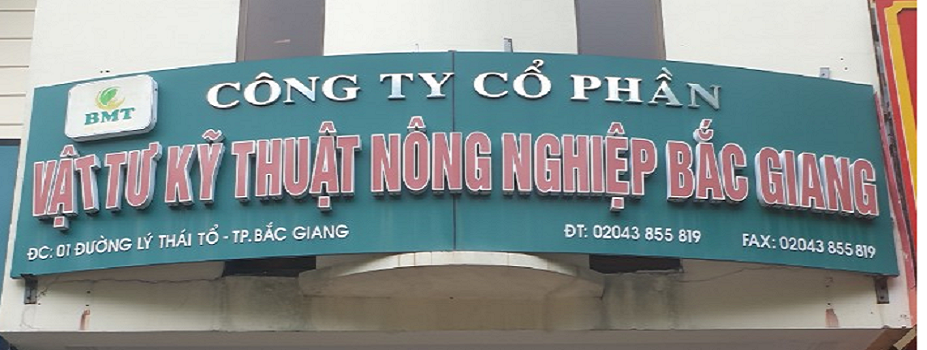 BMT
CÔNG TY CỔ PHẦN
VẬT TƯ KỸ THUẬT NÔNG NGHIỆP BẮC GIANG
ĐC: 01 ĐƯỜNG LÝ THÁI TỔ - TP. BẮC GIANG
ĐT: 02043 855 819 FAX: 02043 855 819